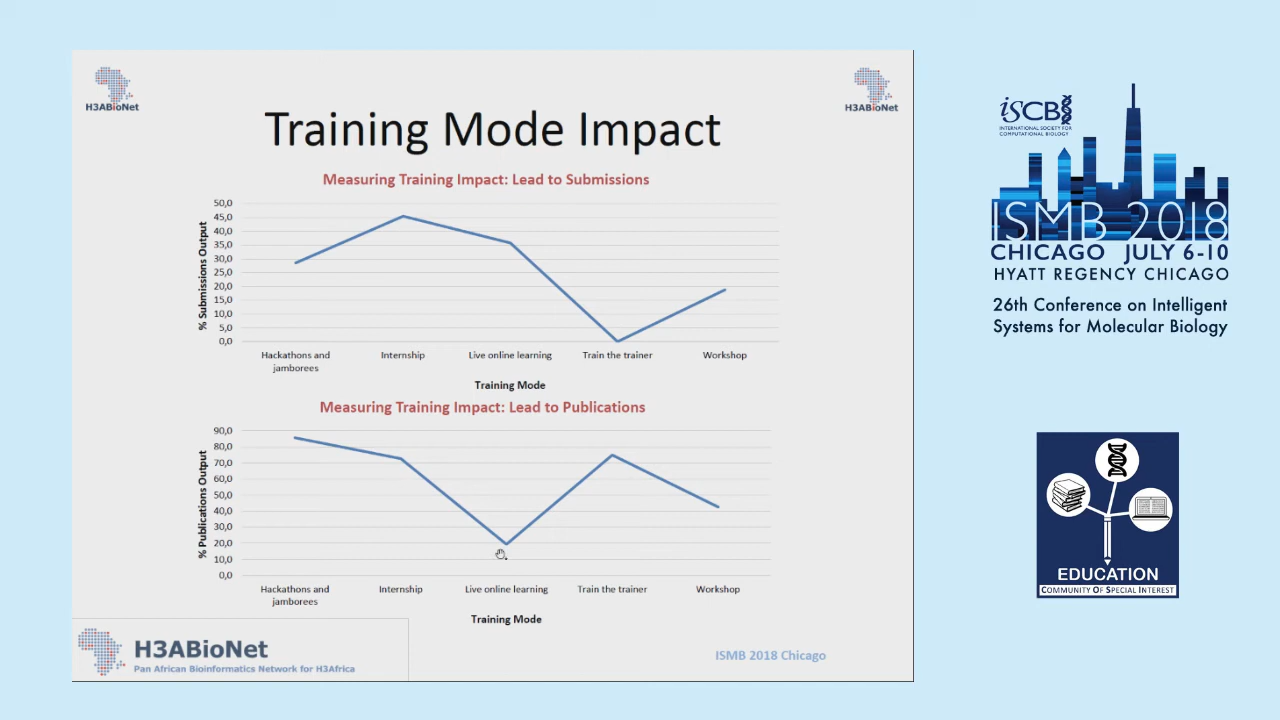 H3ABioNet
H3ABioNet
Training Mode Impact
Measuring Training Impact: Lead to Submissions
% Submissions Output
50,0
45,0
40,0
35,0
30,0
25,0
20,0
15,0
10,0
5,0
0,0
Hackathons and
jamborees
Internship
Live online learning
Train the trainer
Workshop
Training Mode
Measuring Training Impact: Lead to Publications
% Publications Output
90,0
80,0
70,0
60,0
50,0
40,0
30,0
20,0
10,0
0,0
Hackathons and
jamborees
Internship
Live online learning
Train the trainer
Workshop
Training Mode
H3ABioNet
Pan African Bioinformatics Network for H3Africa
ISMB 2018 Chicago
iSCB
INTERNATIONAL SOCIETY FOR
COMPUTATIONAL BIOLOGY
ISMB 2018
CHICAGO JULY 6-10
HYATT REGENCY CHICAGO
26th Conference on Intelligent
Systems for Molecular Biology
EDUCATION
COMMUNITY OF SPECIAL INTEREST